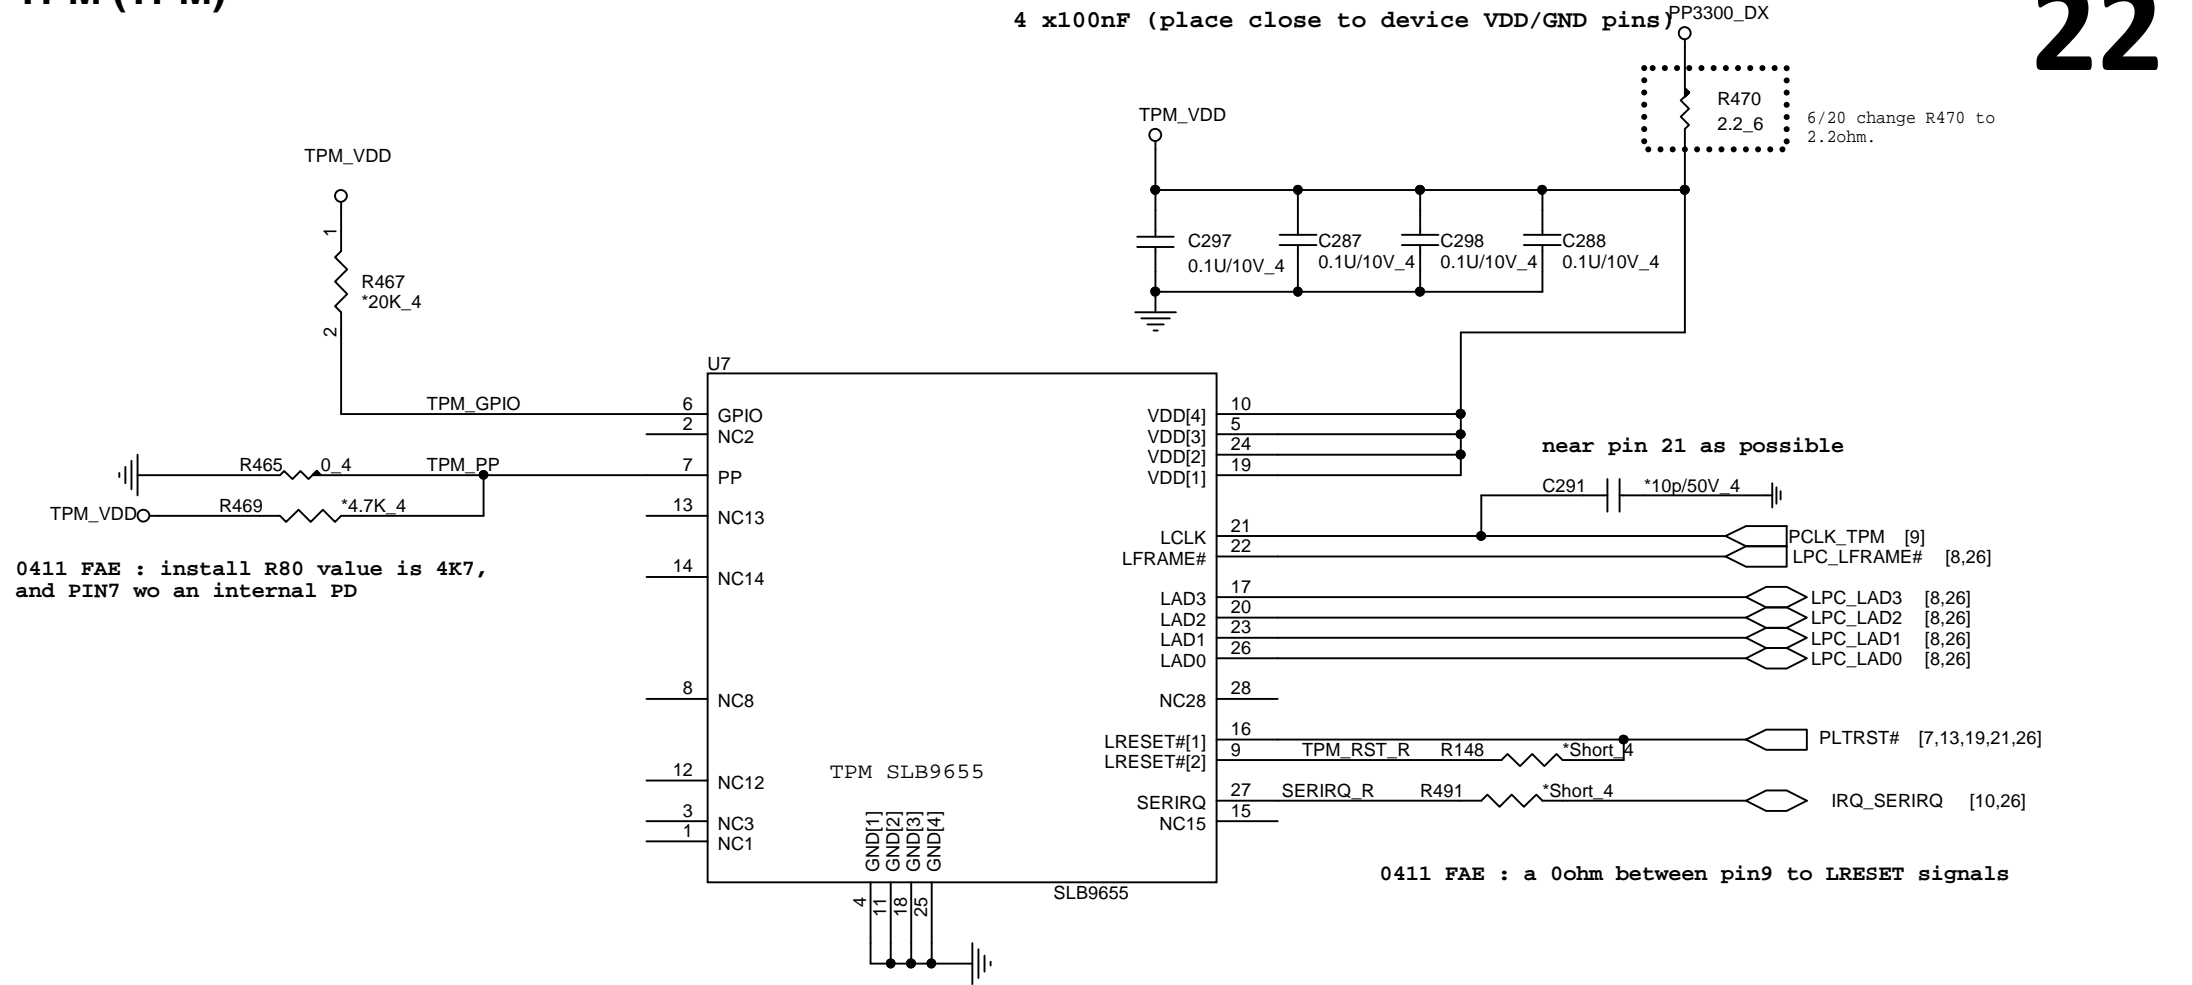 4 x100nF (place close to device VDD/GND pins)
PP3300_DX
22
R470
2.2_6
6/20 change R470 to
2.2ohm.
TPM_VDD
TPM_VDD
1
R467
*20K_4
2
C297
0.1U/10V_4
C287
0.1U/10V_4
C298
0.1U/10V_4
C288
0.1U/10V_4
U7
TPM_GPIO
6
GPIO
2
NC2
R465
0_4
TPM_PP
7
PP
TPM_VDD
R469
*4.7K_4
13
NC13
0411 FAE : install R80 value is 4K7,
and PIN7 wo an internal PD
14
NC14
8
NC8
12
NC12
3
NC3
1
NC1
TPM SLB9655
GND[1]
GND[2]
GND[3]
GND[4]
4
11
18
25
SLB9655
VDD[4]
10
VDD[3]
5
VDD[2]
24
VDD[1]
19
near pin 21 as possible
C291
*10p/50V_4
LCLK
21
PCLK_TPM [9]
LFRAME#
22
LPC_LFRAME# [8,26]
LAD3
17
LPC_LAD3 [8,26]
LAD2
20
LPC_LAD2 [8,26]
LAD1
23
LPC_LAD1 [8,26]
LAD0
26
LPC_LAD0 [8,26]
NC28
28
LRESET#[1]
16
PLTRST# [7,13,19,21,26]
LRESET#[2]
9
TPM_RST_R
R148
*Short_4
SERIRQ
27
SERIRQ_R
R491
*Short_4
IRQ_SERIRQ [10,26]
NC15
15
0411 FAE : a 0ohm between pin9 to LRESET signals